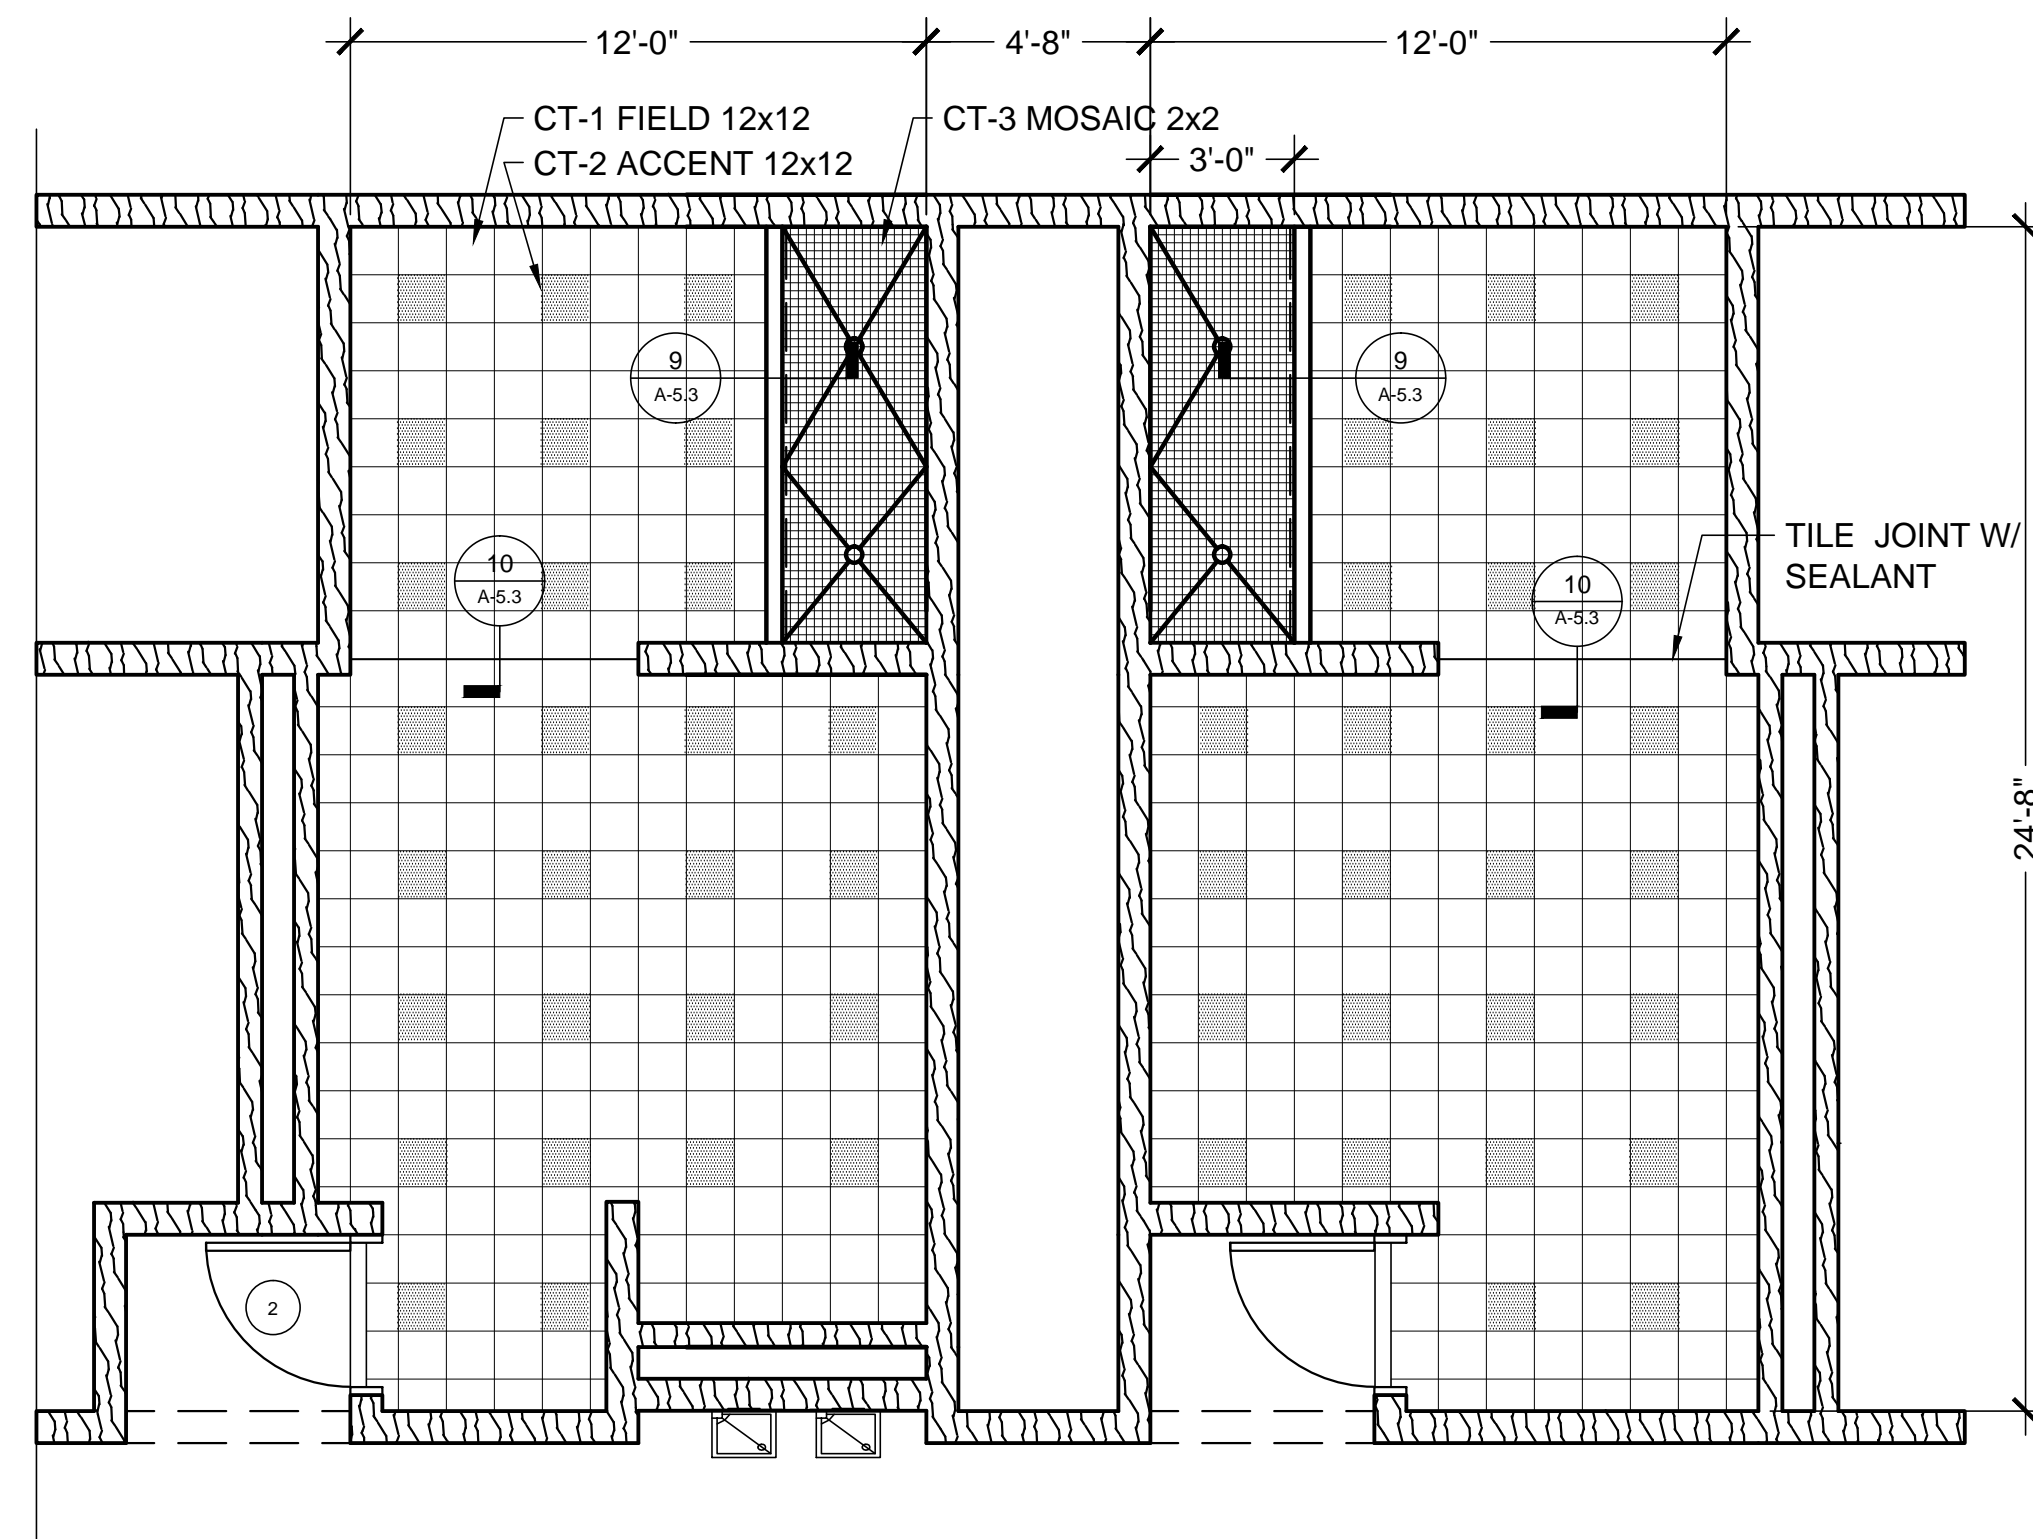 12'-0"
4'-8"
12'-0"
CT-1 FIELD 12x12
CT-3 MOSAIC 2x2
CT-2 ACCENT 12x12
3'-0"
9
A-5.3
9
A-5.3
TILE JOINT W/
SEALANT
10
A-5.3
10
A-5.3
24'-8"
2